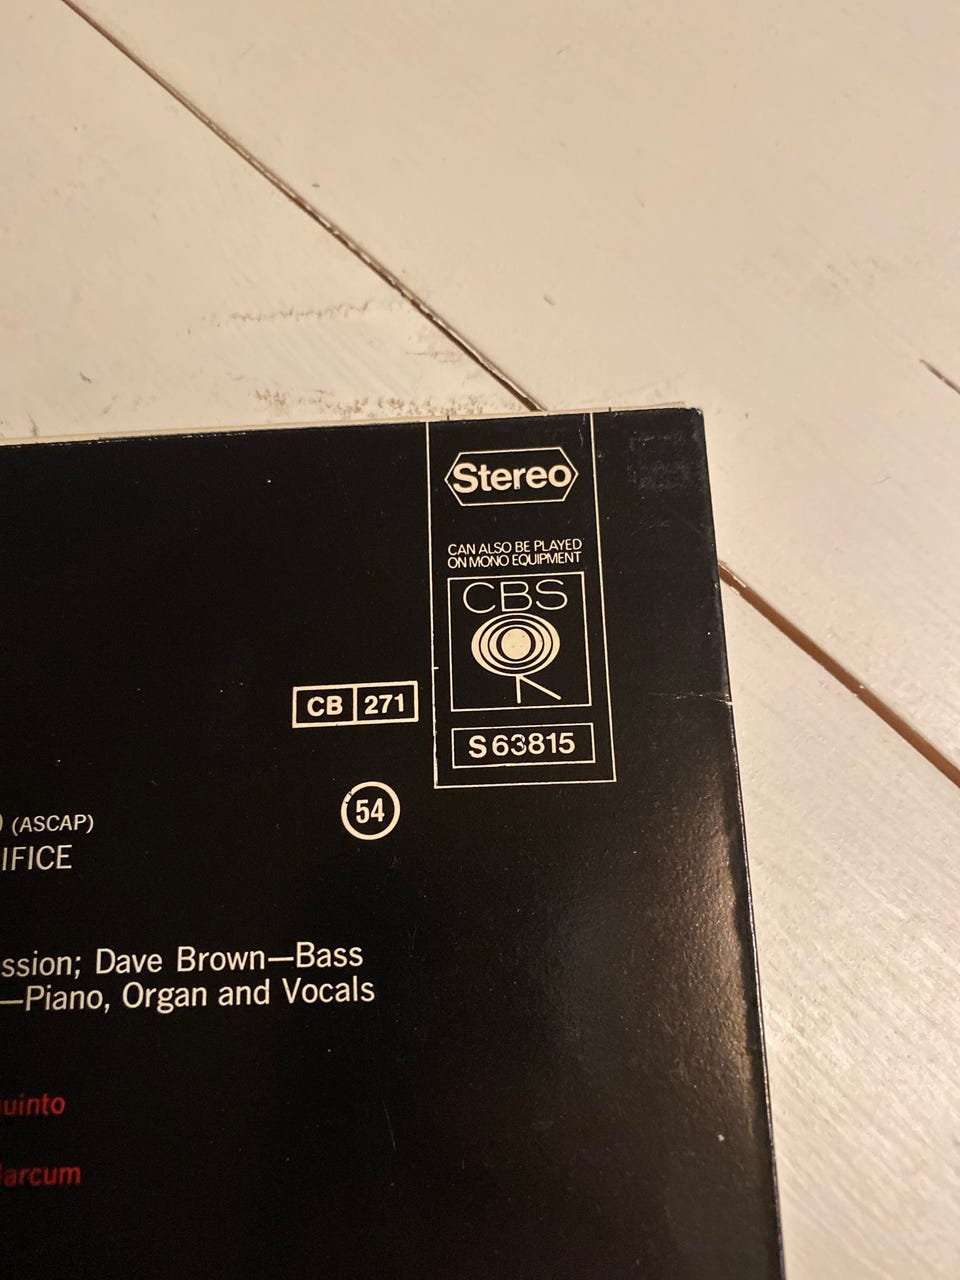 Stereo
CAN ALSO BE PLAYED
ON MONO EQUIPMENT
CBS
CB 271
S 63815
54
) (ASCAP)
IFICE
ssion; Dave Brown—Bass
—Piano, Organ and Vocals
uinto
arcum